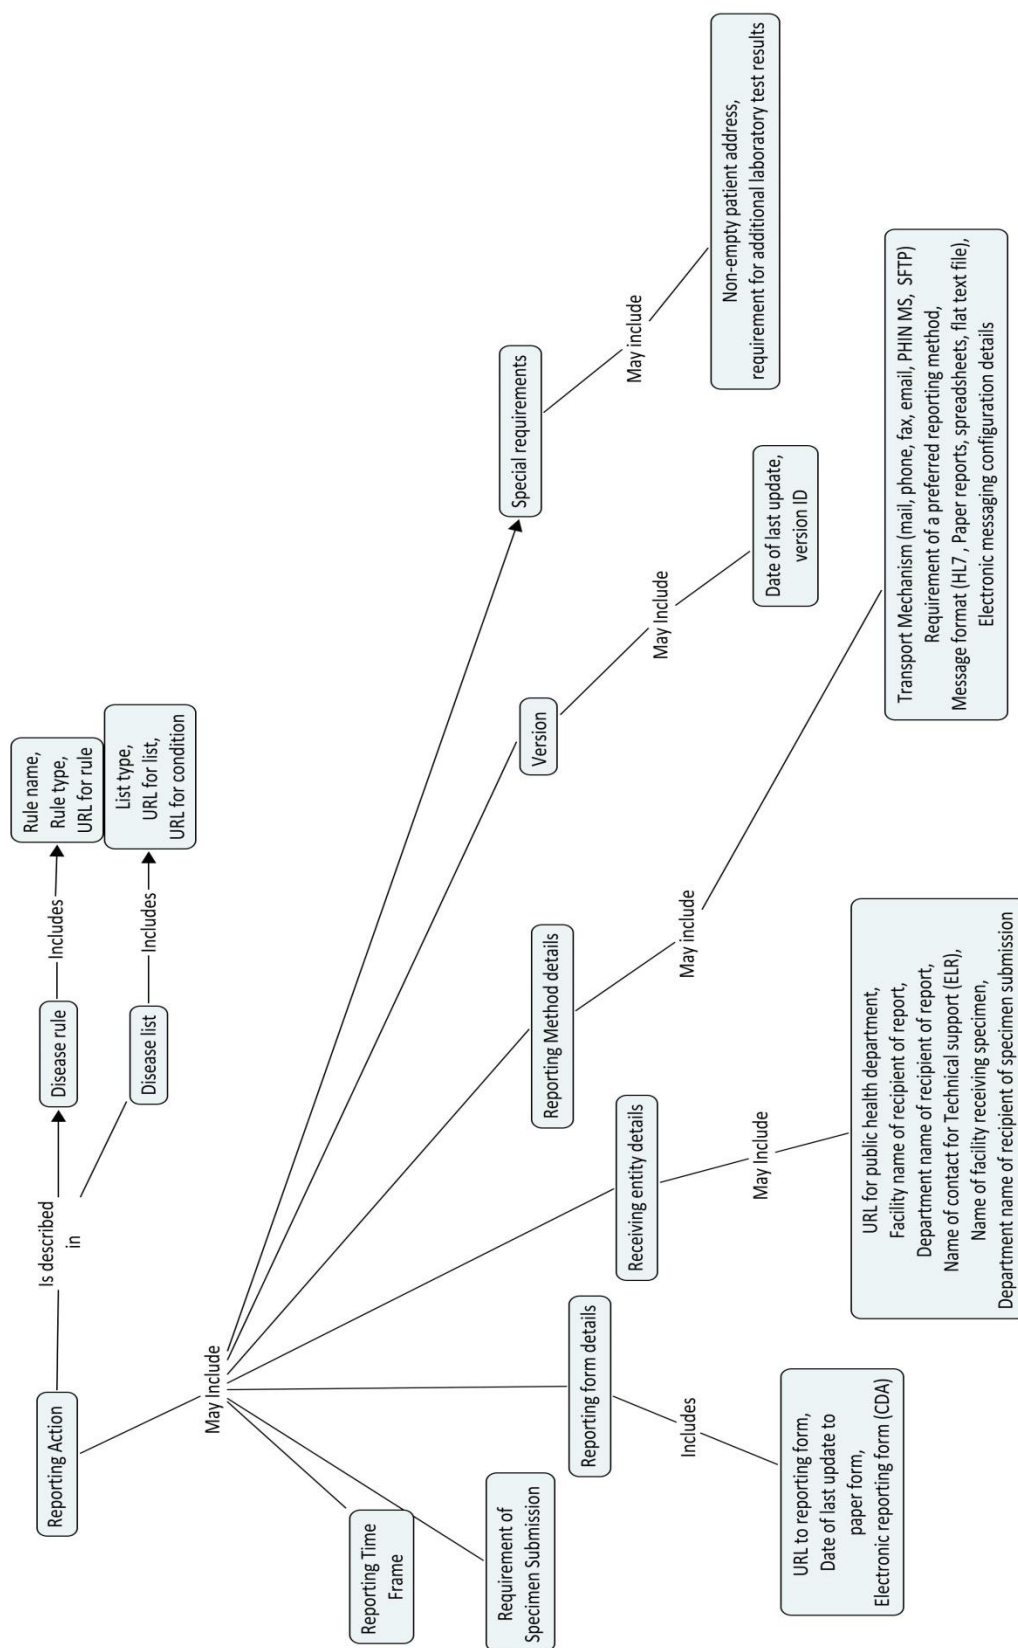 Reporting Action
Is described
in
Disease rule
Includes
Rule name,
Rule type,
URL for rule
Disease list
Includes
List type,
URL for list,
URL for condition
May Include
Reporting Time
Frame
Requirement of
Specimen Submission
Reporting form details
Includes
URL to reporting form,
Date of last update to
paper form,
Electronic reporting form (CDA)
Receiving entity details
May Include
URL for public health department,
Facility name of recipient of report,
Department name of recipient of report,
Name of contact for Technical support (ELR),
Name of facility receiving specimen,
Department name of recipient of specimen submission
Reporting Method details
May include
Transport Mechanism (mail, phone, fax, email, PHIN MS, SFTP)
Requirement of a preferred reporting method,
Message format (HL7 , Paper reports, spreadsheets, flat text file),
Electronic messaging configuration details
Version
May Include
Date of last update,
version ID
Special requirements
May include
Non-empty patient address,
requirement for additional laboratory test results